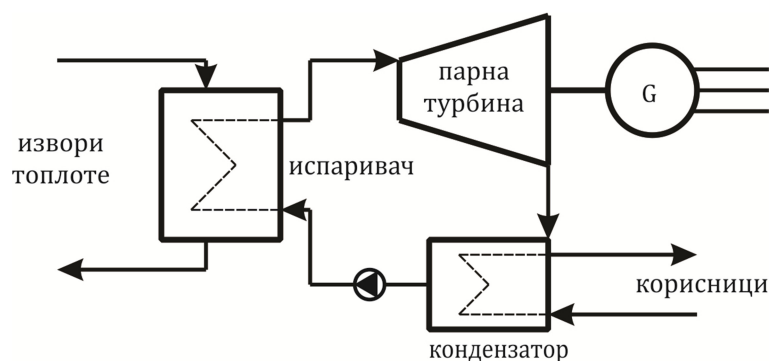 парна
турбина
G
извори
топлоте
испаривач
корисници
кондензатор